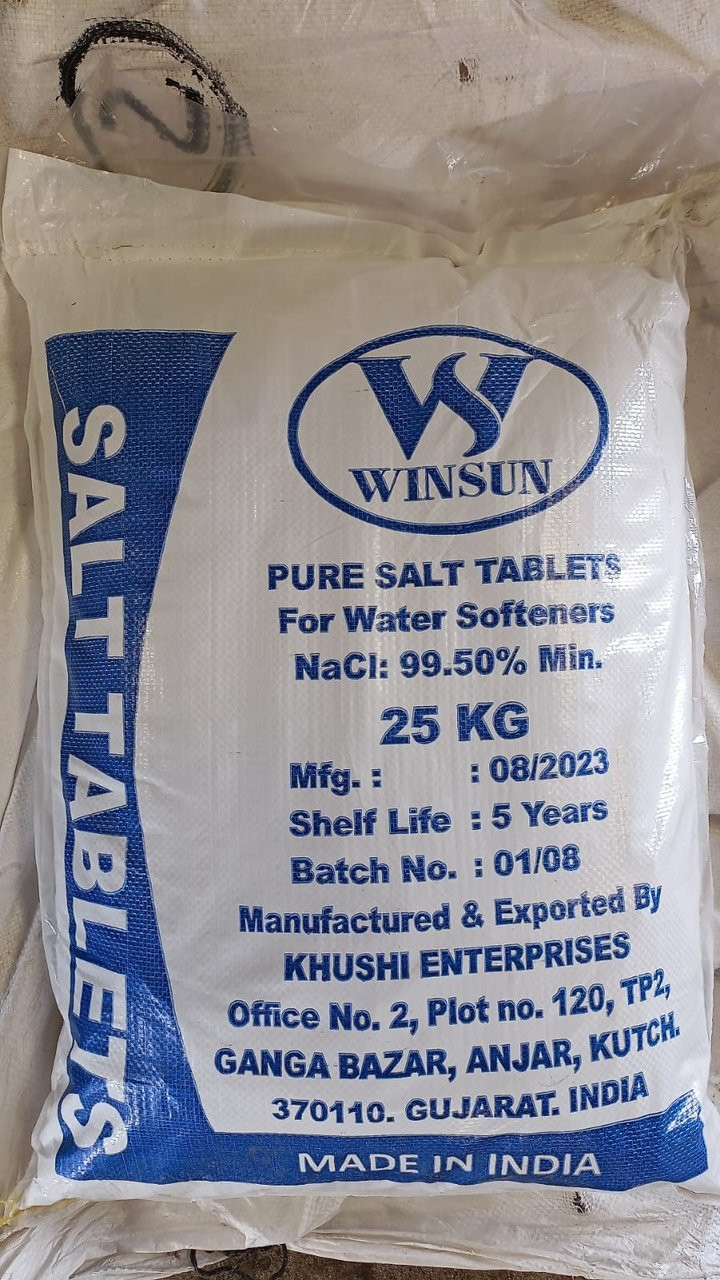 SALT TABLETS
W
WINSUN
PURE SALT TABLETS
For Water Softeners
NaCl: 99.50% Min.
25 KG
Mfg. : : 08/2023
Shelf Life : 5 Years
Batch No. : 01/08
Manufactured & Exported By
KHUSHI ENTERPRISES
Office No. 2, Plot no. 120, TP2,
GANGA BAZAR, ANJAR, KUTCH.
370110. GUJARAT. INDIA
MADE IN INDIA